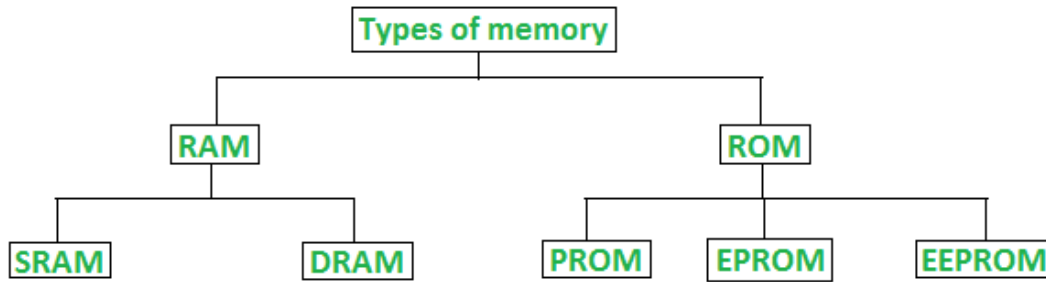 Types of memory
RAM
ROM
SRAM
DRAM
PROM
EPROM
EEPROM